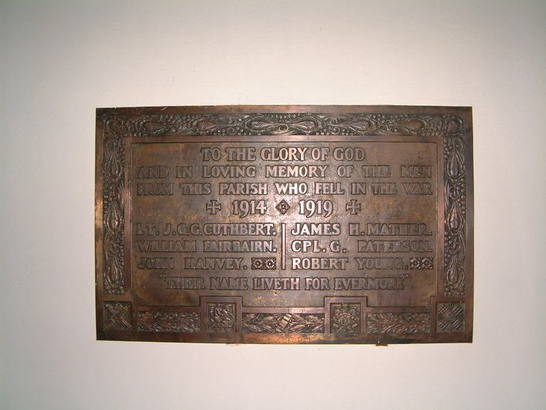 TO THE GLORY OF GOD
AND IN LOVING MEMORY OF THE MEN
FROM THIS PARISH WHO FELL IN THE WAR
1914 1919
LT. J.G.G. CUTHBERT.
WILLIAM FAIRBAIRN.
JOHN HANVEY.
JAMES H. MATHER.
CPL. G. PATERSON.
ROBERT YOUNG.
"THEIR NAME LIVETH FOR EVERMORE"